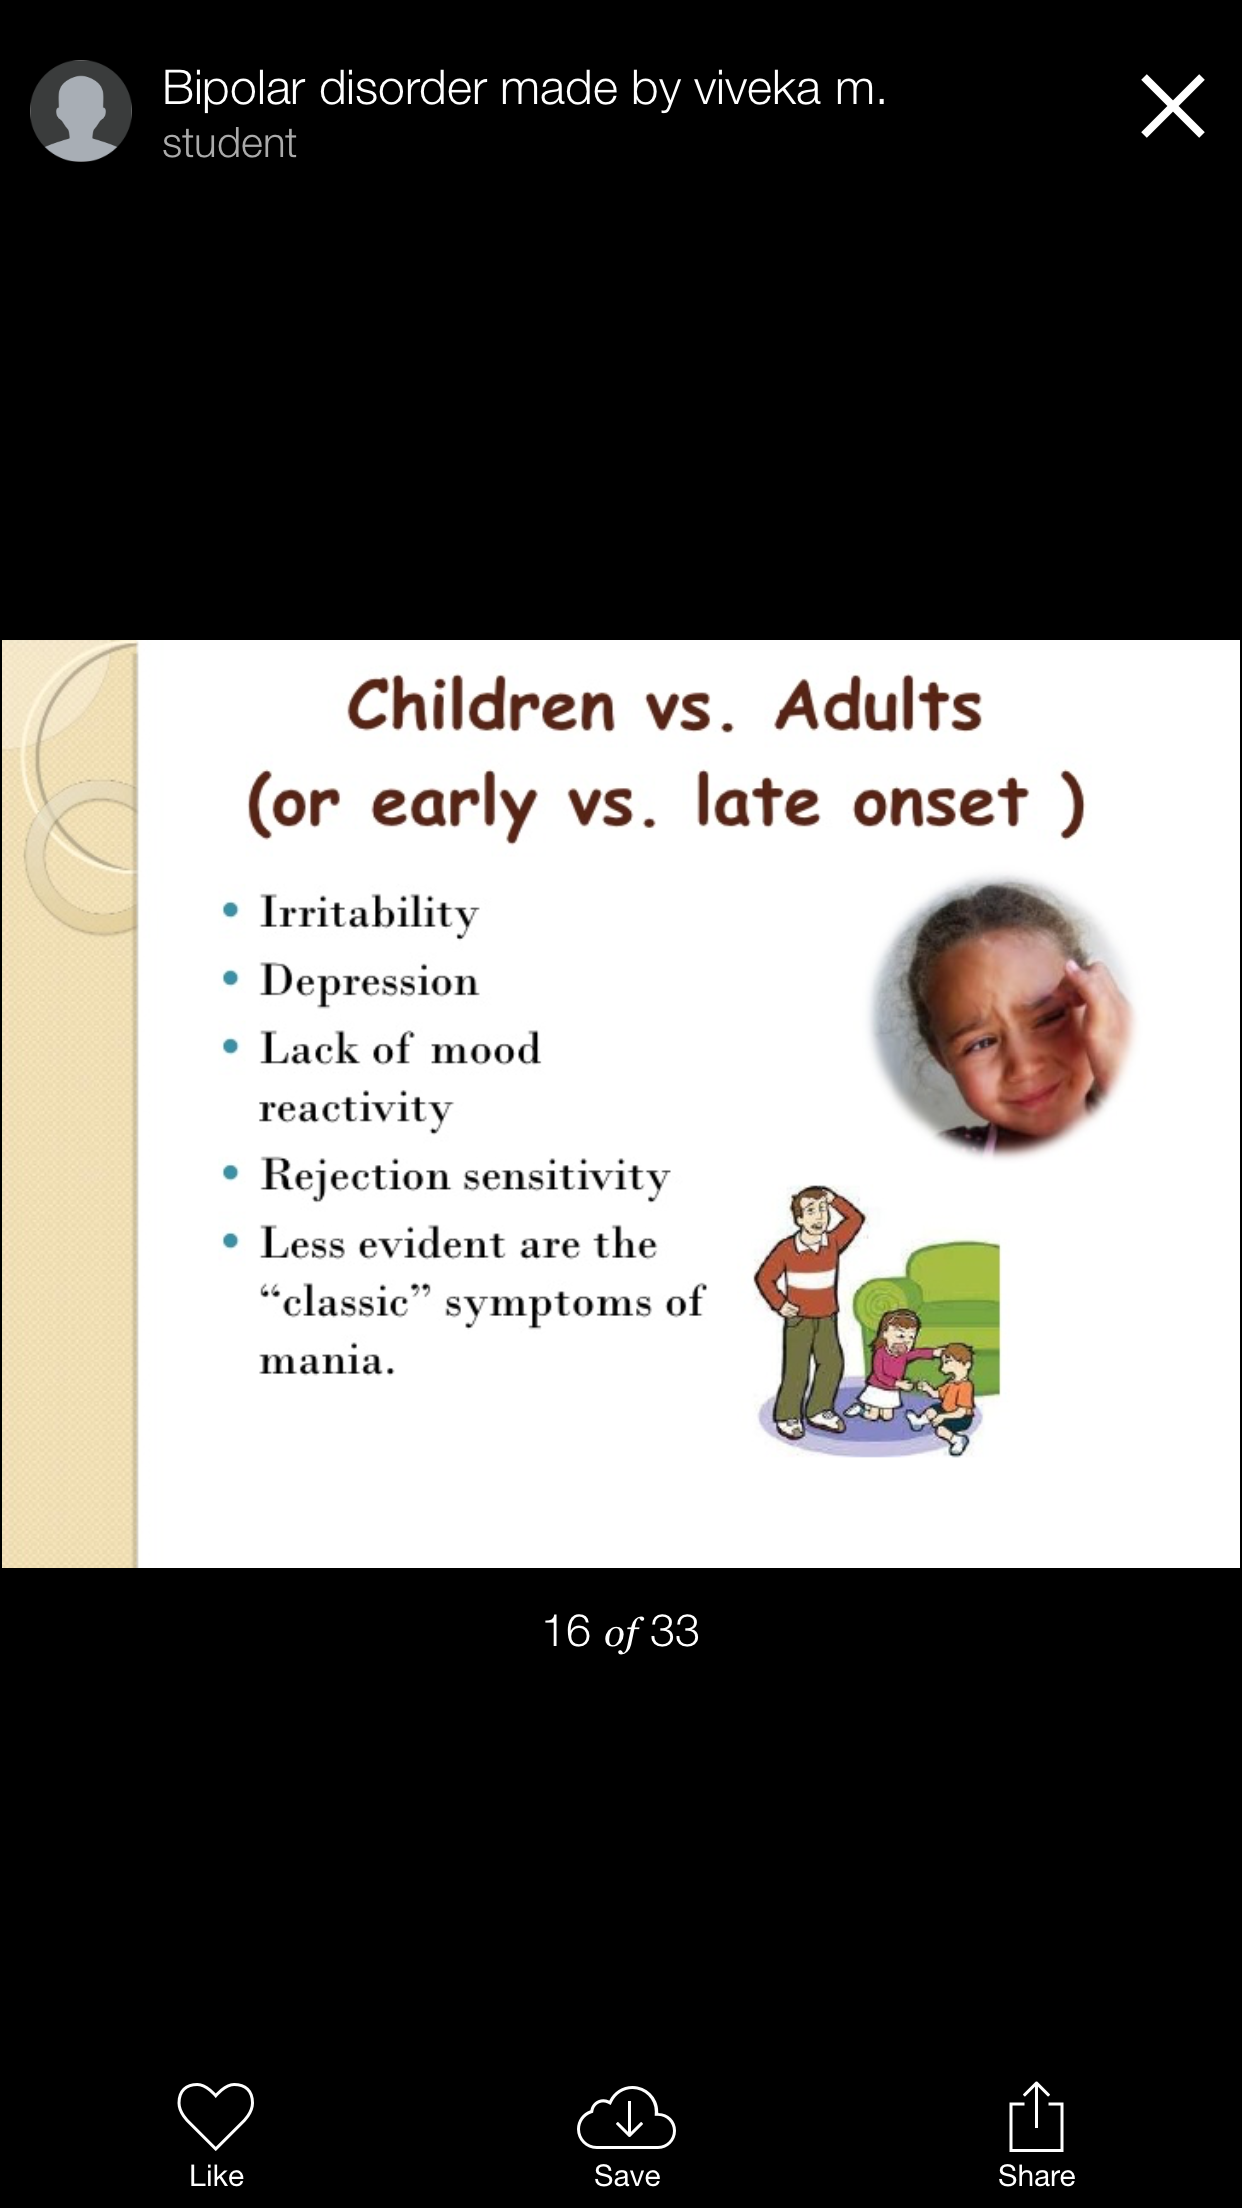 Bipolar disorder made by viveka m.
student
Children vs. Adults
(or early vs. late onset )
• Irritability
• Depression
• Lack of mood
reactivity
• Rejection sensitivity
• Less evident are the
“classic” symptoms of
mania.
16 of 33
Like
Save
Share